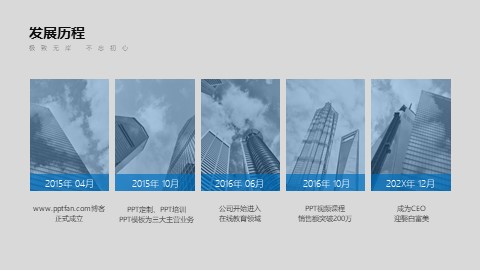 发展历程
极致无岸 不忘初心
2015年 04月
2015年 10月
2016年 06月
2016年 10月
202X年 12月
www.pptfan.com博客
正式成立
PPT定制、PPT培训
PPT模板为三大主营业务
公司开始进入
在线教育领域
PPT视频课程
销售额突破200万
成为CEO
迎娶白富美